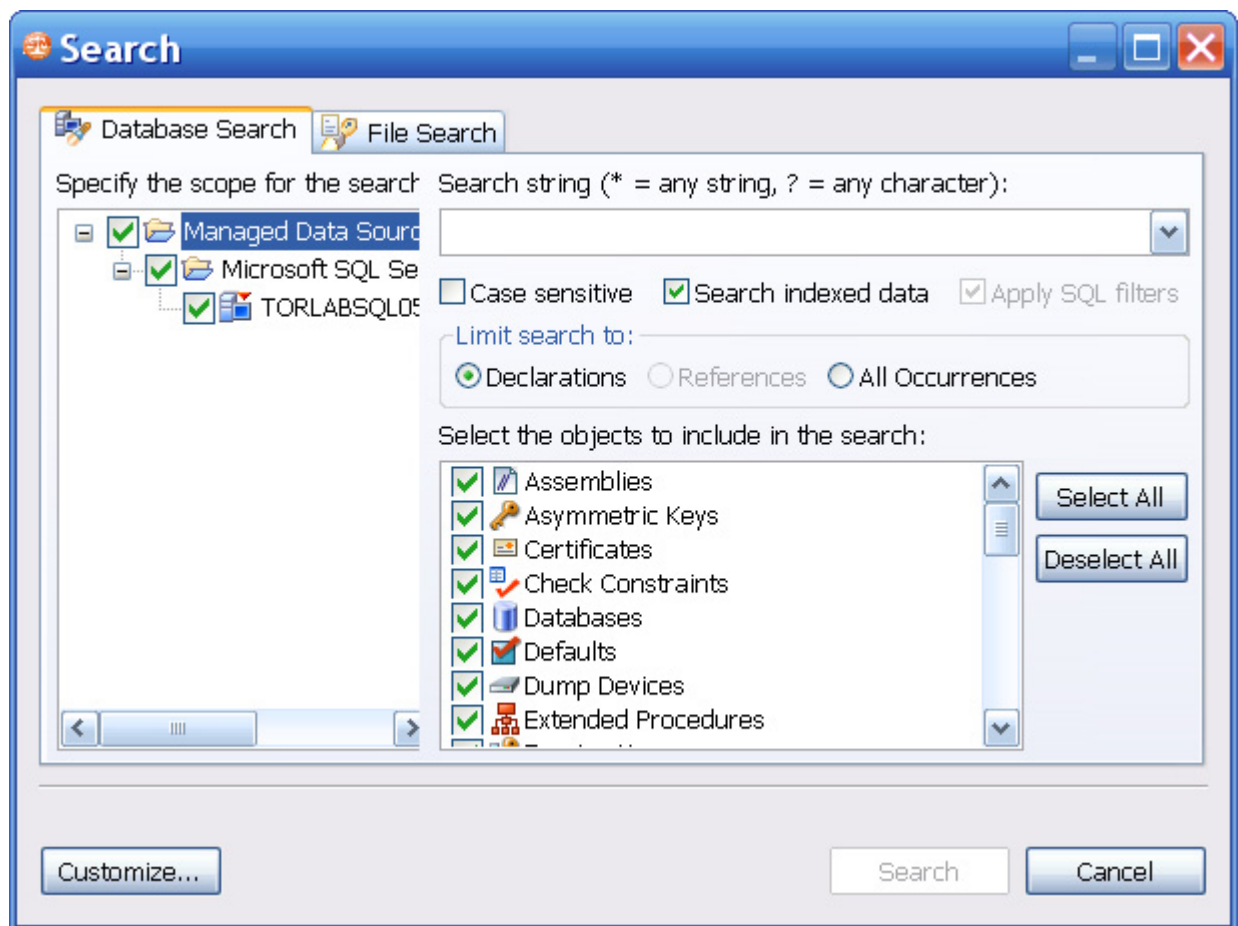 Search
Database Search
File Search
Specify the scope for the search
Search string (* = any string, ? = any character):
Managed Data Sourc
Microsoft SQL Se
TORLABSQL05
Case sensitive
Search indexed data
Apply SQL filters
Limit search to:
Declarations
References
All Occurrences
Select the objects to include in the search:
Assemblies
Asymmetric Keys
Certificates
Check Constraints
Databases
Defaults
Dump Devices
Extended Procedures
Select All
Deselect All
Customize...
Search
Cancel